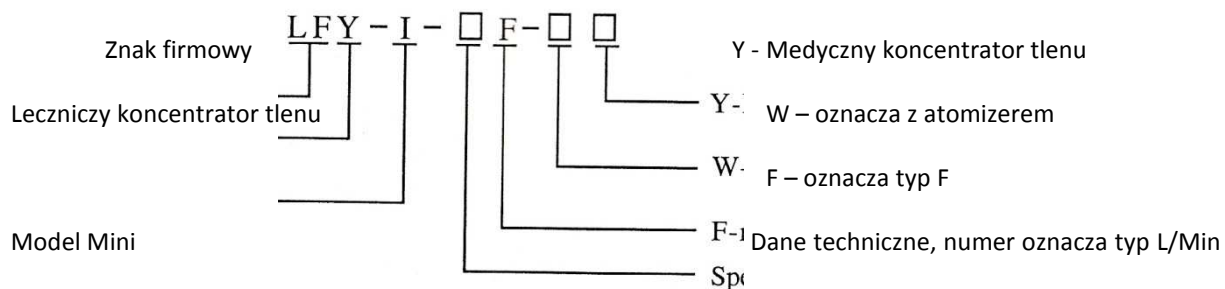 LFY-I-□F-□□
Znak firmowy
Y - Medyczny koncentrator tlenu
Leczniczy koncentrator tlenu
Y-
W – oznacza z atomizerem
W-
F – oznacza typ F
Model Mini
F-
Dane techniczne, numer oznacza typ L/Min
Spe